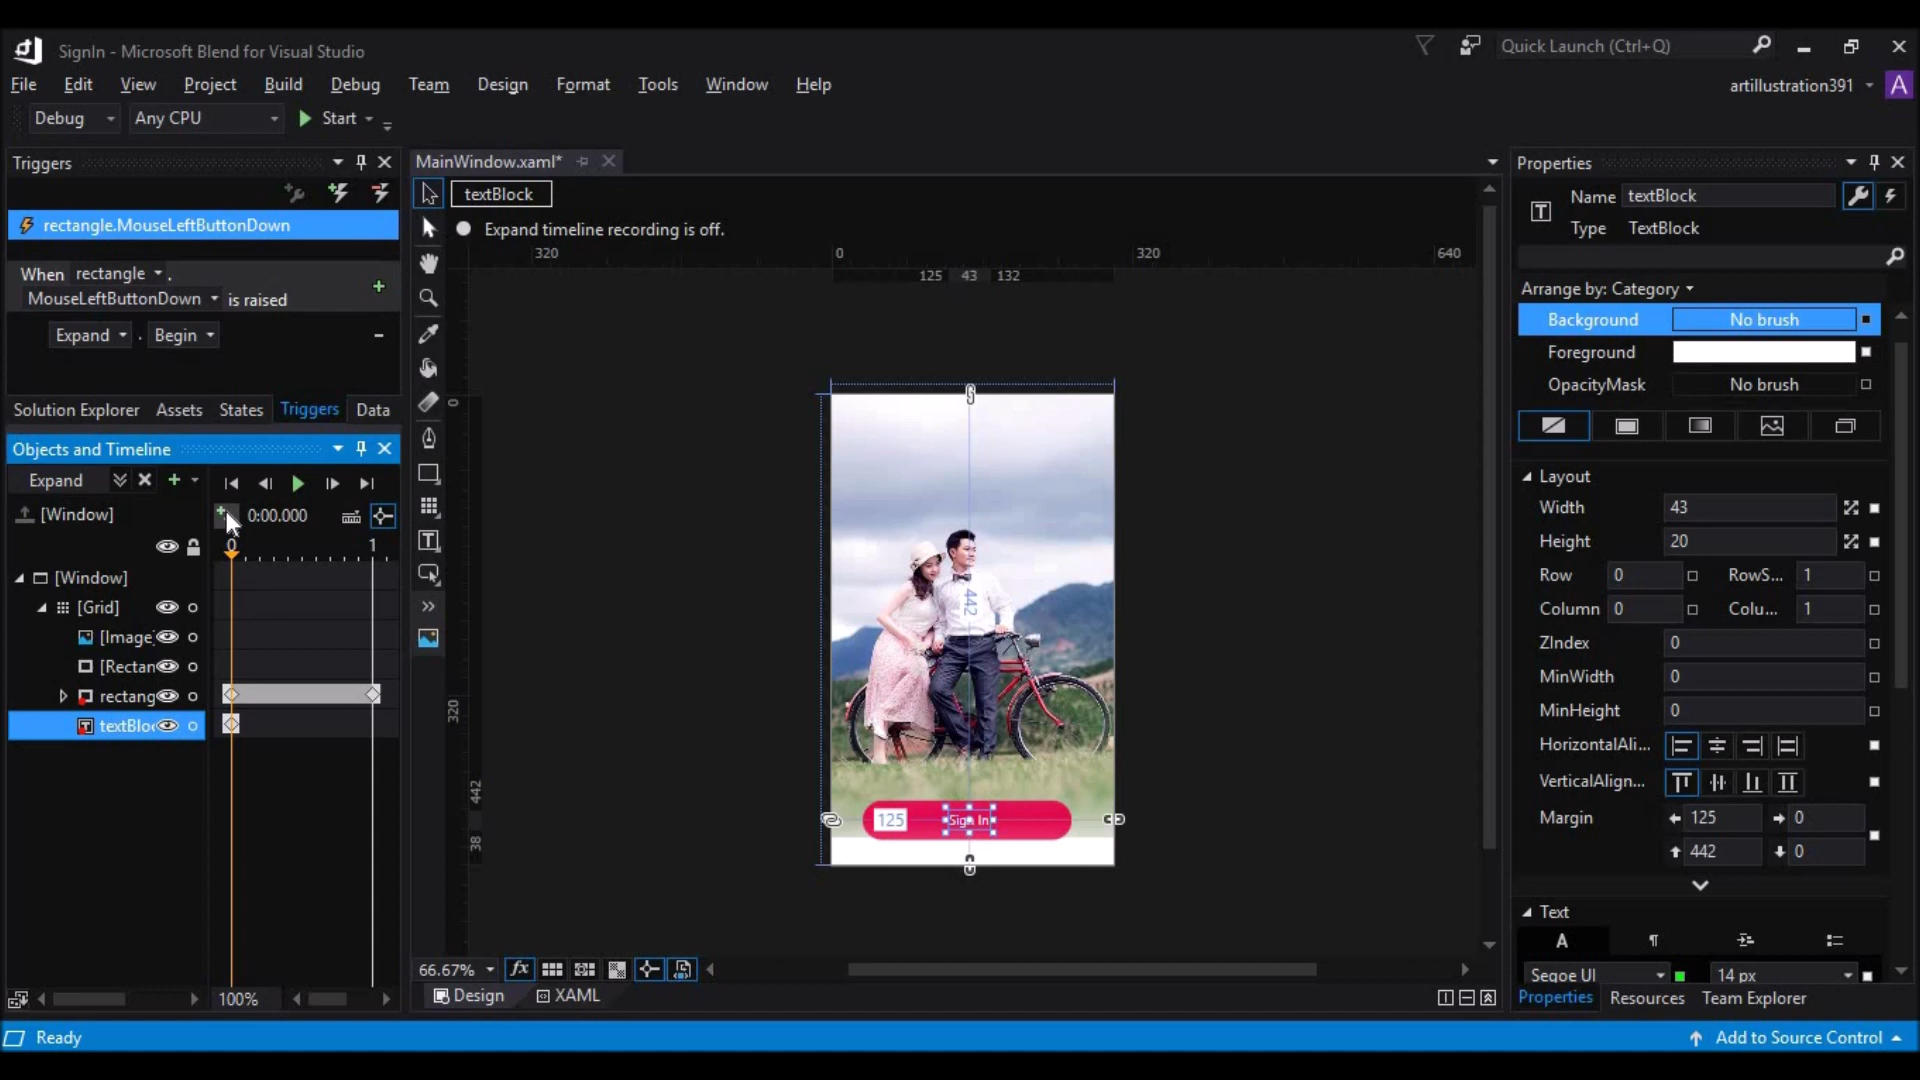 SignIn - Microsoft Blend for Visual Studio
Quick Launch (Ctrl+Q)
File Edit View Project Build Debug Team Design Format Tools Window Help
artillustration391 A
Debug Any CPU Start
Triggers
rectangle.MouseLeftButtonDown
When rectangle .
MouseLeftButtonDown is raised
Expand . Begin
Solution Explorer Assets States Triggers Data
Objects and Timeline
Expand
[Window]
0:00.000
0 1
[Window]
[Grid]
[Image
[Rectan
rectang
textBloc
100%
MainWindow.xaml*
textBlock
Expand timeline recording is off.
320 0 320 640
125 43 132
0
320
442
38
442
125
Sign In
66.67% fx
Design XAML
Properties
Name textBlock
Type TextBlock
Arrange by: Category
Background No brush
Foreground
OpacityMask No brush
Layout
Width 43
Height 20
Row 0 RowS... 1
Column 0 Colu... 1
ZIndex 0
MinWidth 0
MinHeight 0
HorizontalAli...
VerticalAlign...
Margin 125 0
442 0
Text
A ¶
Segoe UI 14 px
Properties Resources Team Explorer
Ready
Add to Source Control